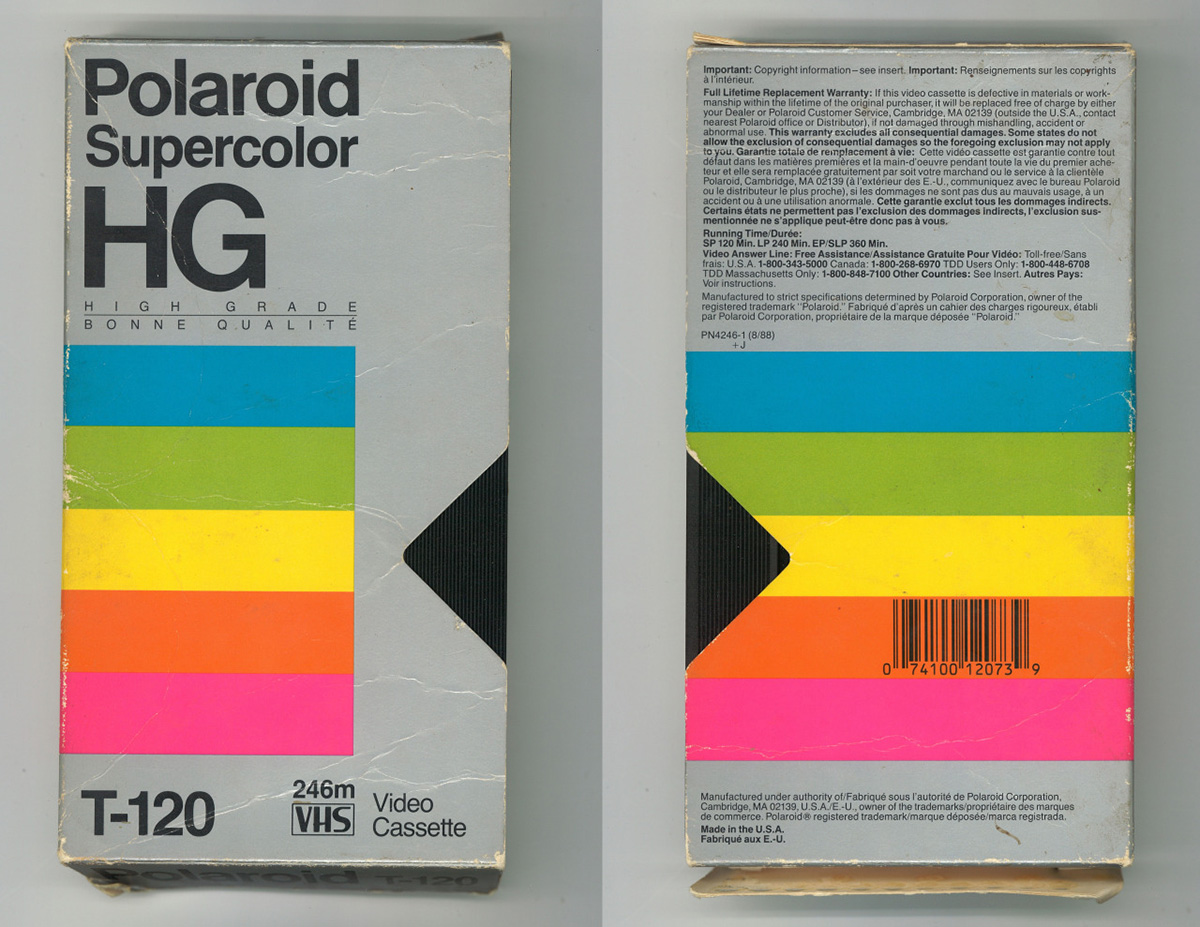 Polaroid
Supercolor
HG
HIGH GRADE
BONNE QUALITÉ
T-120
246m
VHS
Video
Cassette
Polaroid T-120
Important: Copyright information – see insert. Important: Renseignements sur les copyrights
à l'intérieur.
Full Lifetime Replacement Warranty: If this video cassette is defective in materials or work-
manship within the lifetime of the original purchaser, it will be replaced free of charge by either
your Dealer or Polaroid Customer Service, Cambridge, MA 02139 (outside the U.S.A., contact
nearest Polaroid office or Distributor), if not damaged through mishandling, accident or
abnormal use. This warranty excludes all consequential damages. Some states do not
allow the exclusion of consequential damages so the foregoing exclusion may not apply
to you. Garantie totale de remplacement à vie: Cette vidéo cassette est garantie contre tout
défaut dans les matières premières et la main-d'oeuvre pendant toute la vie du premier ache-
teur et elle sera remplacée gratuitement par soit votre marchand ou le service à la clientèle
Polaroid, Cambridge, MA 02139 (à l'extérieur des E.-U., communiquez avec le bureau Polaroid
ou le distributeur le plus proche), si les dommages ne sont pas dus au mauvais usage, à un
accident ou à une utilisation anormale. Cette garantie exclut tous les dommages indirects.
Certains états ne permettent pas l'exclusion des dommages indirects, l'exclusion sus-
mentionnée ne s'applique peut-être donc pas à vous.
Running Time/Durée:
SP 120 Min. LP 240 Min. EP/SLP 360 Min.
Video Answer Line: Free Assistance/Assistance Gratuite Pour Vidéo: Toll-free/Sans
frais: U.S.A. 1-800-343-5000 Canada: 1-800-268-6970 TDD Users Only: 1-800-448-6708
TDD Massachusetts Only: 1-800-848-7100 Other Countries: See Insert. Autres Pays:
Voir instructions.
Manufactured to strict specifications determined by Polaroid Corporation, owner of the
registered trademark "Polaroid." Fabriqué d'après un cahier des charges rigoureux, établi
par Polaroid Corporation, propriétaire de la marque déposée "Polaroid."
PN4246-1 (8/88)
+J
0 74100 12073 9
Manufactured under authority of/Fabriqué sous l'autorité de Polaroid Corporation,
Cambridge, MA 02139, U.S.A./E.-U., owner of the trademarks/propriétaire des marques
de commerce. Polaroid® registered trademark/marque déposée/marca registrada.
Made in the U.S.A.
Fabriqué aux E.-U.